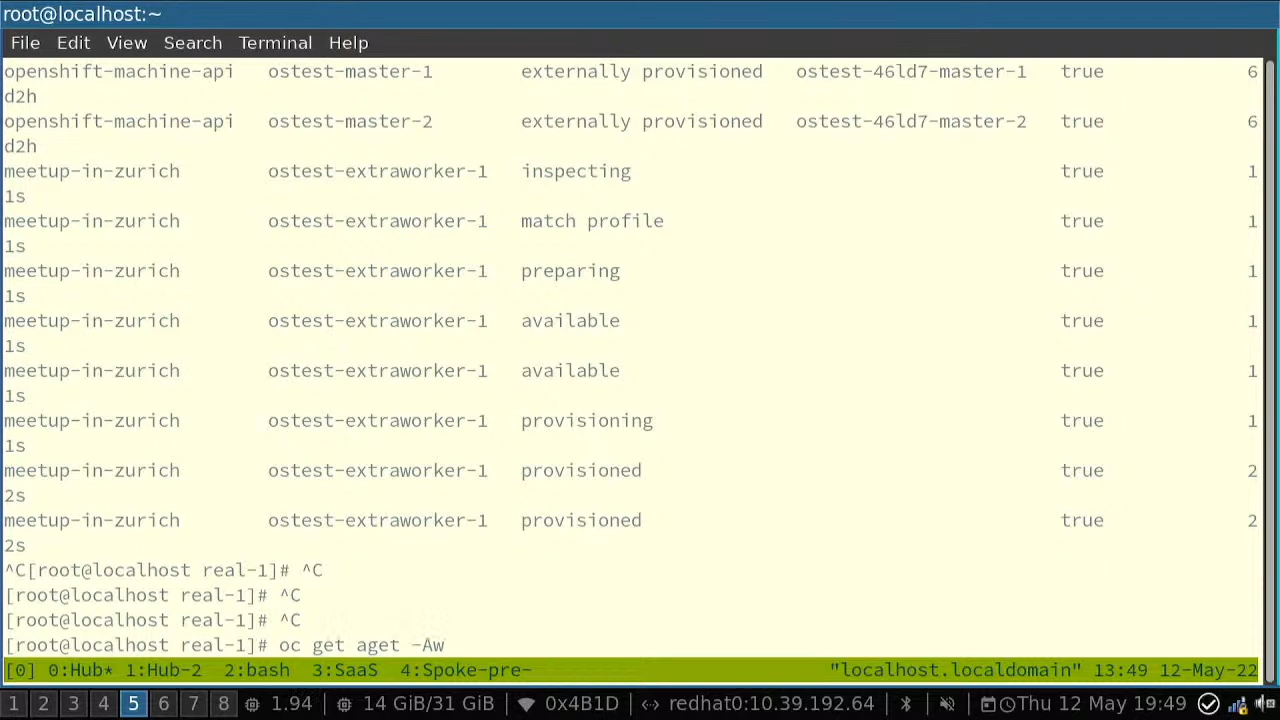 root@localhost:~
File Edit View Search Terminal Help
openshift-machine-api ostest-master-1 externally provisioned ostest-46ld7-master-1 true 6
d2h
openshift-machine-api ostest-master-2 externally provisioned ostest-46ld7-master-2 true 6
d2h
meetup-in-zurich ostest-extraworker-1 inspecting true 1
1s
meetup-in-zurich ostest-extraworker-1 match profile true 1
1s
meetup-in-zurich ostest-extraworker-1 preparing true 1
1s
meetup-in-zurich ostest-extraworker-1 available true 1
1s
meetup-in-zurich ostest-extraworker-1 available true 1
1s
meetup-in-zurich ostest-extraworker-1 provisioning true 1
1s
meetup-in-zurich ostest-extraworker-1 provisioned true 2
2s
meetup-in-zurich ostest-extraworker-1 provisioned true 2
2s
^C[root@localhost real-1]# ^C
[root@localhost real-1]# ^C
[root@localhost real-1]# ^C
[root@localhost real-1]# oc get aget -Aw
[0] 0:Hub* 1:Hub-2 2:bash 3:SaaS 4:Spoke-pre- "localhost.localdomain" 13:49 12-May-22
1 2 3 4 5 6 7 8 1.94 14 GiB/31 GiB 0x4B1D redhat0:10.39.192.64 Thu 12 May 19:49